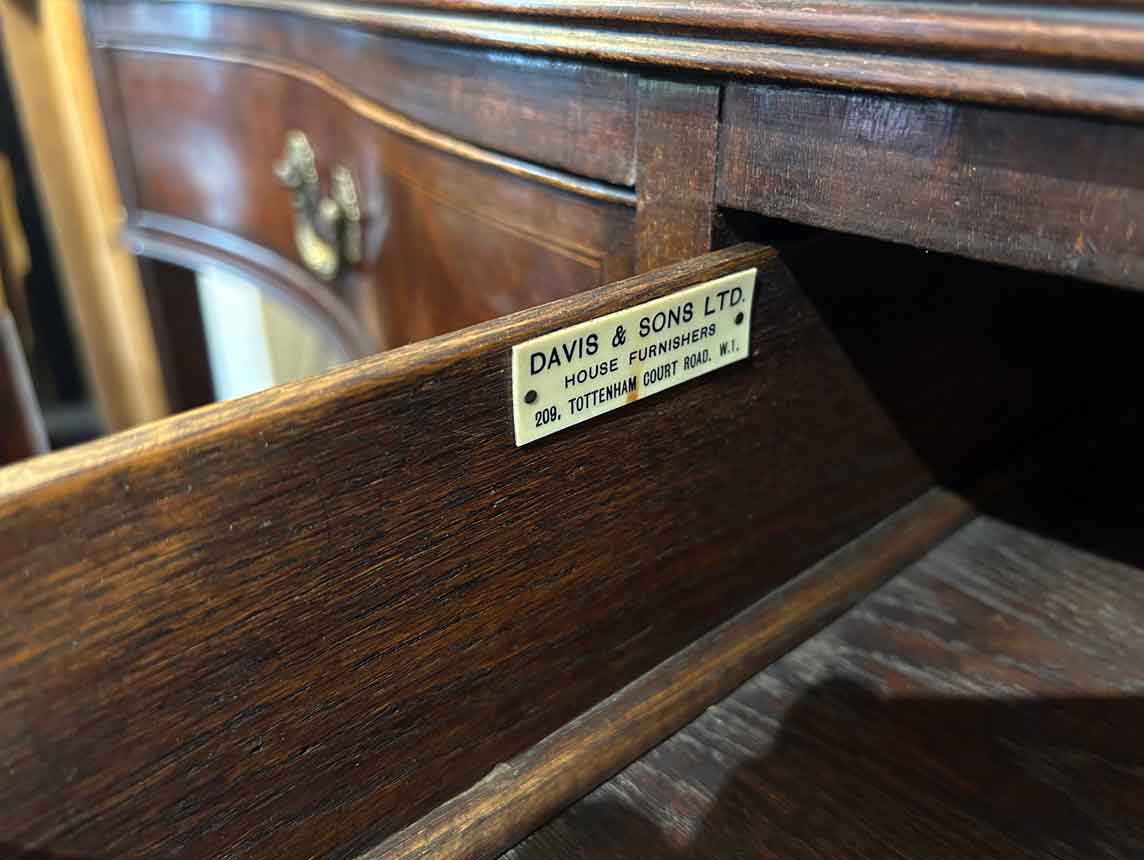 DAVIS & SONS LTD.
HOUSE FURNISHERS
209, TOTTENHAM COURT ROAD. W.1.